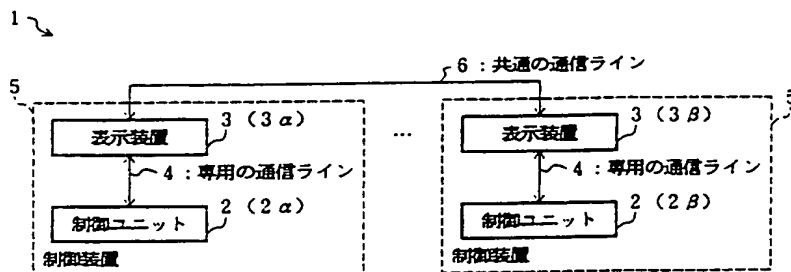 1
6：共通の通信ライン
5
5
表示装置
3（3α）
…
表示装置
3（3β）
4：専用の通信ライン
4：専用の通信ライン
制御ユニット
2（2α）
制御ユニット
2（2β）
制御装置
制御装置